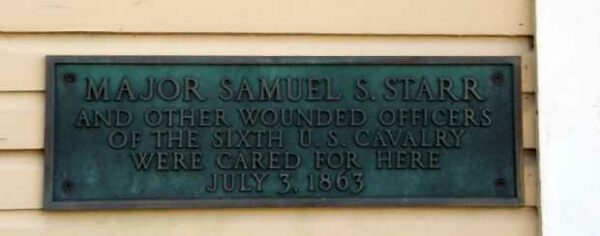 MAJOR SAMUEL S. STARR
AND OTHER WOUNDED OFFICERS
OF THE SIXTH U.S. CAVALRY
WERE CARED FOR HERE
JULY 3, 1863